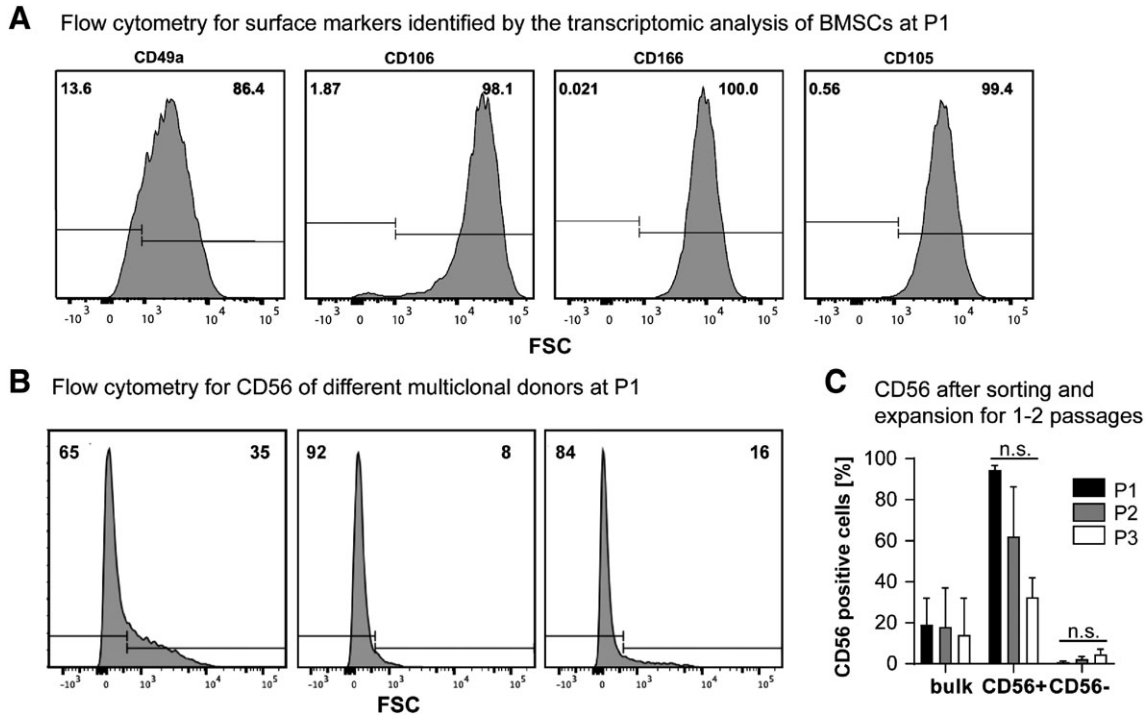 A Flow cytometry for surface markers identified by the transcriptomic analysis of BMSCs at P1
CD49a CD106 CD166 CD105
13.6 86.4 1.87 98.1 0.021 100.0 0.56 99.4
-10³ 0 10³ 10⁴ 10⁵ -10³ 0 10³ 10⁴ 10⁵ -10³ 0 10³ 10⁴ 10⁵ -10³ 0 10³ 10⁴ 10⁵
FSC
B Flow cytometry for CD56 of different multiclonal donors at P1
65 35 92 8 84 16
-10³ 0 10³ 10⁴ 10⁵ -10³ 0 10³ 10⁴ 10⁵ -10³ 0 10³ 10⁴ 10⁵
FSC
C CD56 after sorting and
expansion for 1-2 passages
CD56 positive cells [%]
100
80
60
40
20
0
n.s.
n.s.
P1
P2
P3
bulk CD56+ CD56-